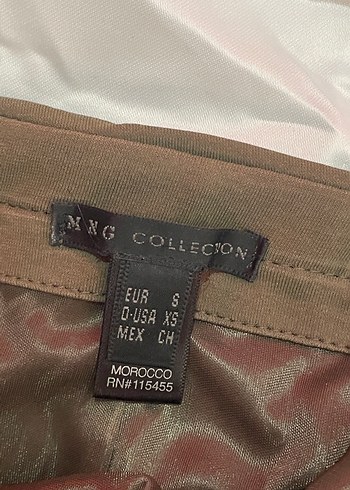 MNG COLLECTION
EUR S
D·USA XS
MEX CH
MOROCCO
RN#115455